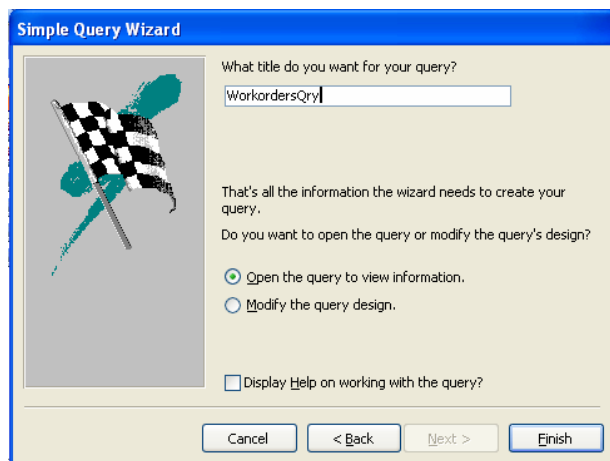 Simple Query Wizard
What title do you want for your query?
WorkordersQry
That's all the information the wizard needs to create your
query.
Do you want to open the query or modify the query's design?
Open the query to view information.
Modify the query design.
Display Help on working with the query?
Cancel
< Back
Next >
Finish